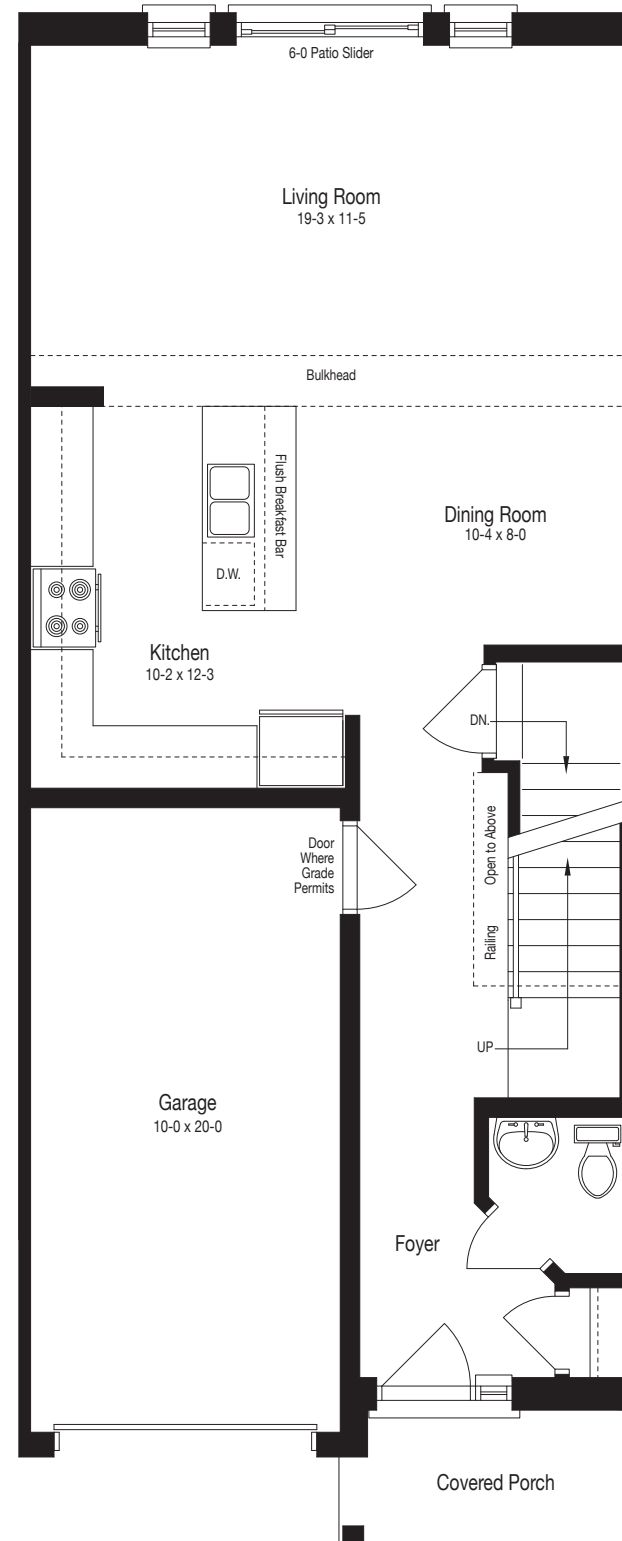 6-0 Patio Slider
Living Room
19-3 x 11-5
Bulkhead
Flush Breakfast Bar
Dining Room
10-4 x 8-0
D.W.
Kitchen
10-2 x 12-3
DN.
Door
Where
Grade
Permits
Open to Above
Railing
UP
Garage
10-0 x 20-0
Foyer
Covered Porch